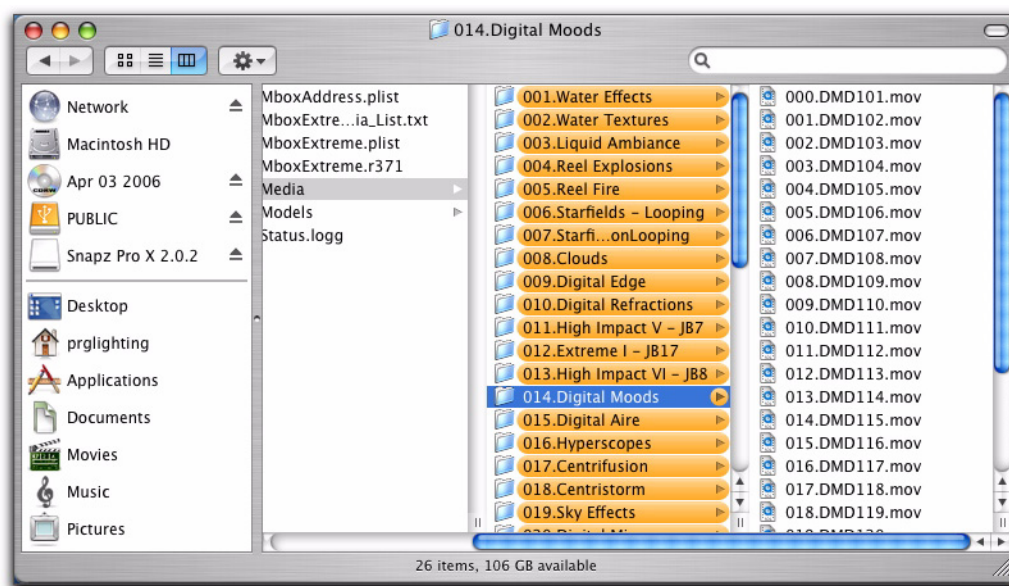 014.Digital Moods
Network
Macintosh HD
Apr 03 2006
PUBLIC
Snapz Pro X 2.0.2
Desktop
prglighting
Applications
Documents
Movies
Music
Pictures
MboxAddress.plist
MboxExtre...ia_List.txt
MboxExtreme.plist
MboxExtreme.r371
Media
Models
Status.logg
001.Water Effects
002.Water Textures
003.Liquid Ambiance
004.Reel Explosions
005.Reel Fire
006.Starfields – Looping
007.Starfi...onLooping
008.Clouds
009.Digital Edge
010.Digital Refractions
011.High Impact V – JB7
012.Extreme I – JB17
013.High Impact VI – JB8
014.Digital Moods
015.Digital Aire
016.Hyperscopes
017.Centrifusion
018.Centristorm
019.Sky Effects
000.DMD101.mov
001.DMD102.mov
002.DMD103.mov
003.DMD104.mov
004.DMD105.mov
005.DMD106.mov
006.DMD107.mov
007.DMD108.mov
008.DMD109.mov
009.DMD110.mov
010.DMD111.mov
011.DMD112.mov
012.DMD113.mov
013.DMD114.mov
014.DMD115.mov
015.DMD116.mov
016.DMD117.mov
017.DMD118.mov
018.DMD119.mov
26 items, 106 GB available